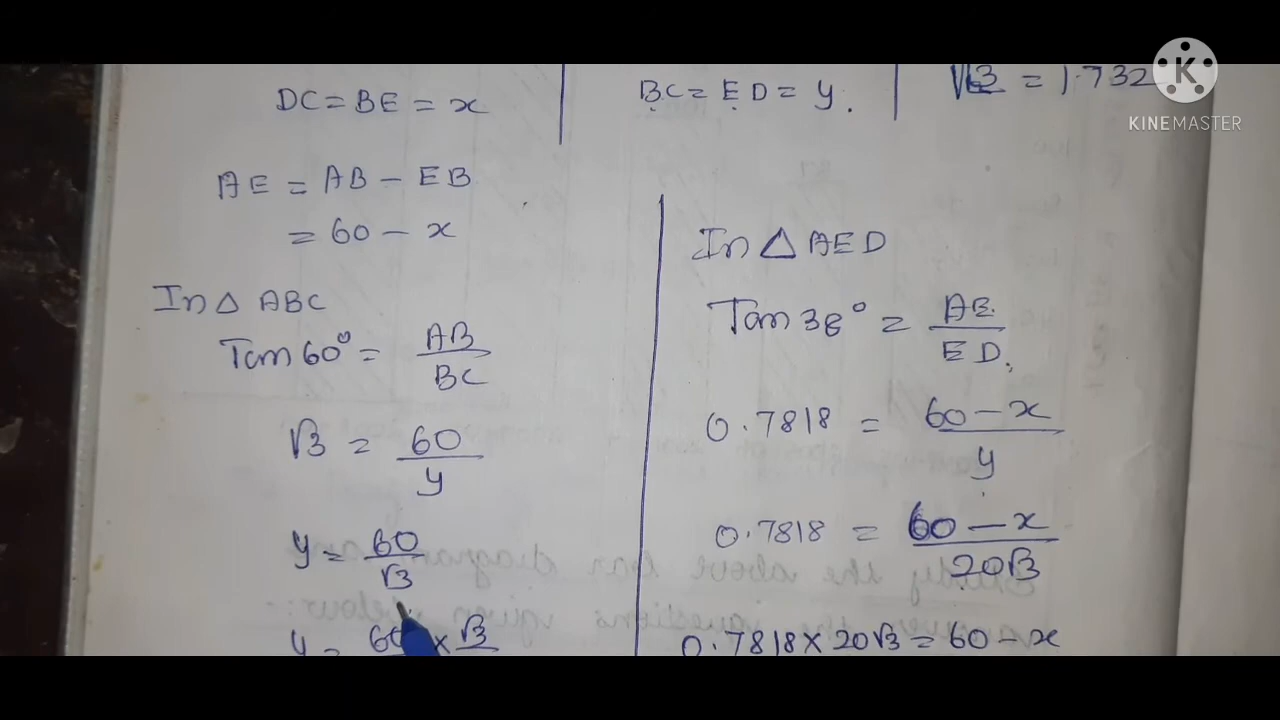 DC = BE = x
BC = ED = y.
√3 = 1.732
KINEMASTER
AE = AB - EB
= 60 - x
In △ ABC
Tan 60° = AB/BC
√3 = 60/y
y = 60/√3
y = 60 × √3
In △ AED
Tan 38° = AE/ED.
0.7818 = 60 - x/y
0.7818 = 60 - x/20√3
0.7818 × 20√3 = 60 - x